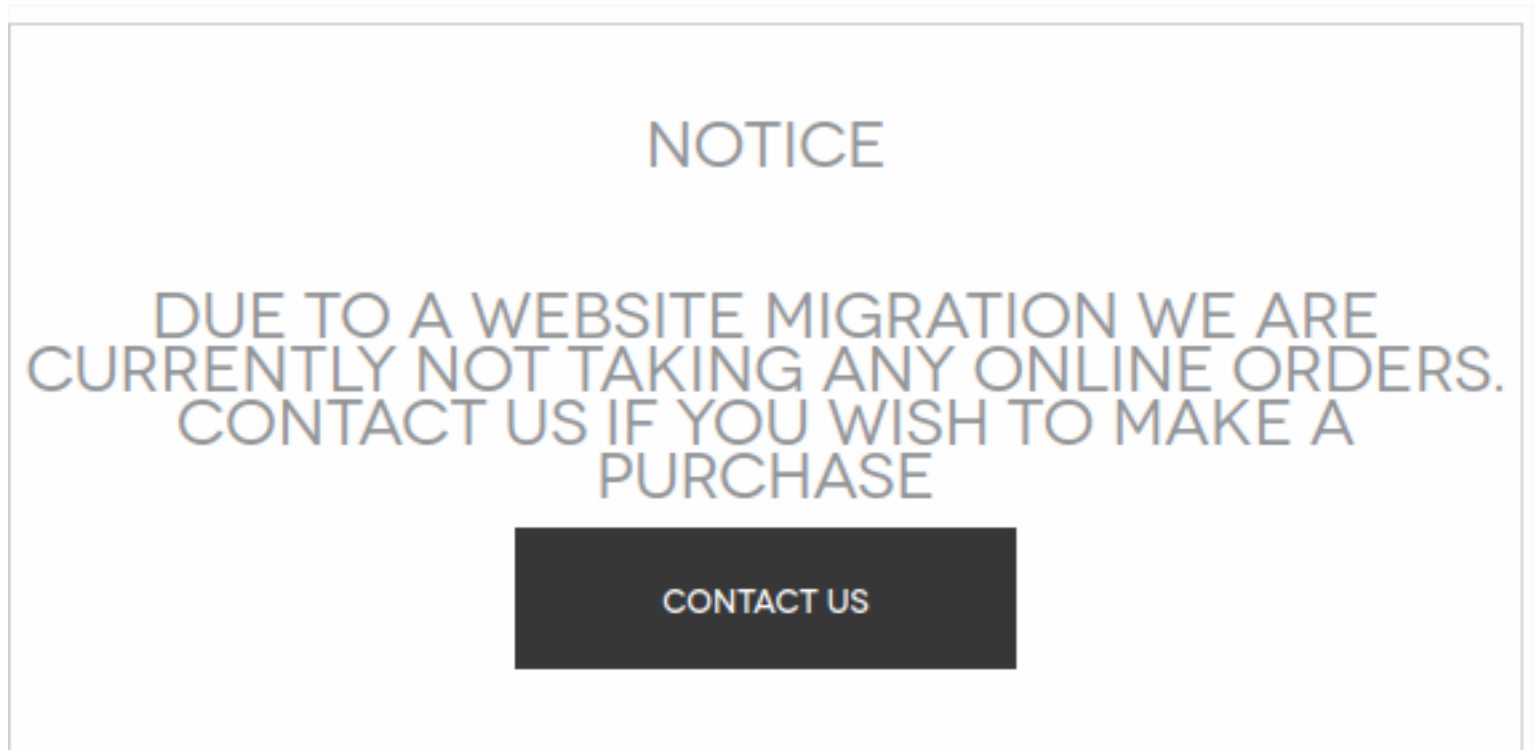 NOTICE
DUE TO A WEBSITE MIGRATION WE ARE
CURRENTLY NOT TAKING ANY ONLINE ORDERS.
CONTACT US IF YOU WISH TO MAKE A
PURCHASE
CONTACT US